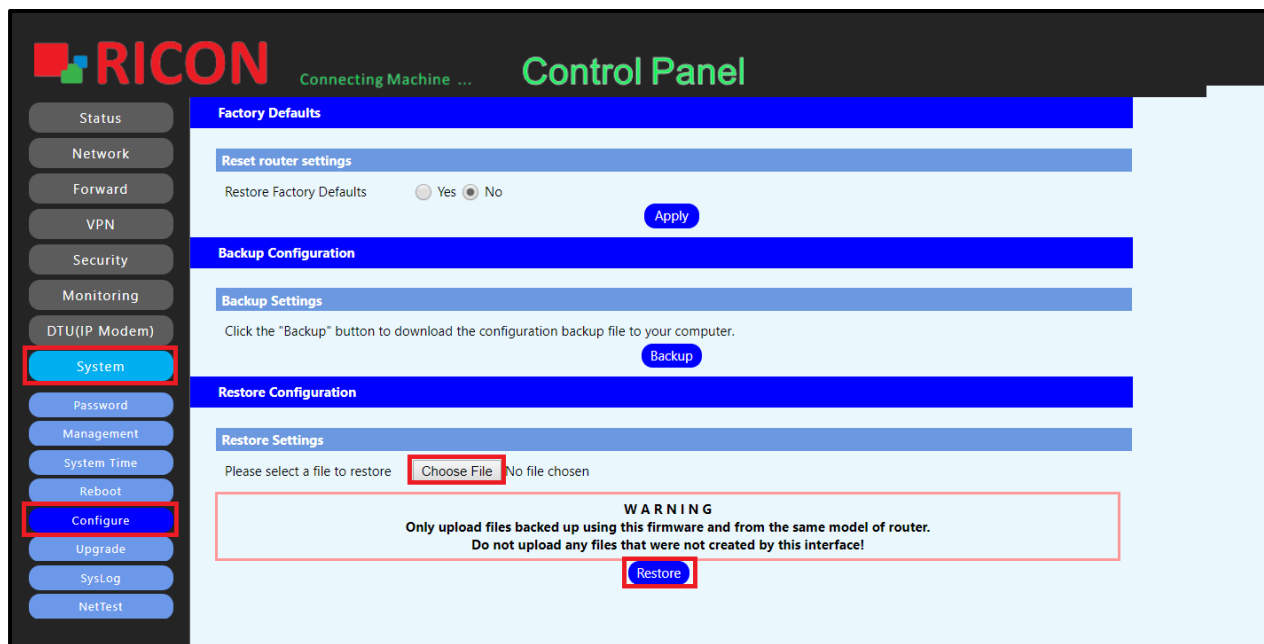 RICON Connecting Machine ... Control Panel
Status
Network
Forward
VPN
Security
Monitoring
DTU(IP Modem)
System
Password
Management
System Time
Reboot
Configure
Upgrade
SysLog
NetTest
Factory Defaults
Reset router settings
Restore Factory Defaults Yes No
Apply
Backup Configuration
Backup Settings
Click the "Backup" button to download the configuration backup file to your computer.
Backup
Restore Configuration
Restore Settings
Please select a file to restore Choose File No file chosen
W A R N I N G
Only upload files backed up using this firmware and from the same model of router.
Do not upload any files that were not created by this interface!
Restore